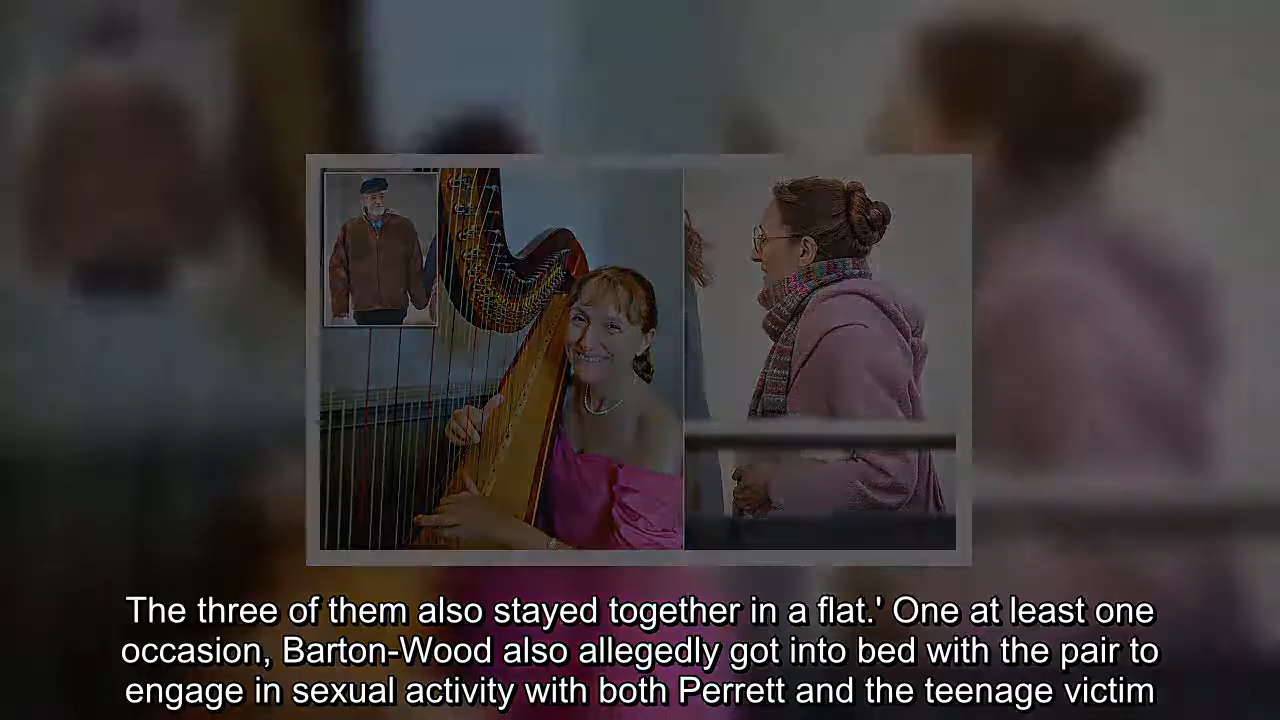 The three of them also stayed together in a flat.' One at least one
occasion, Barton-Wood also allegedly got into bed with the pair to
engage in sexual activity with both Perrett and the teenage victim